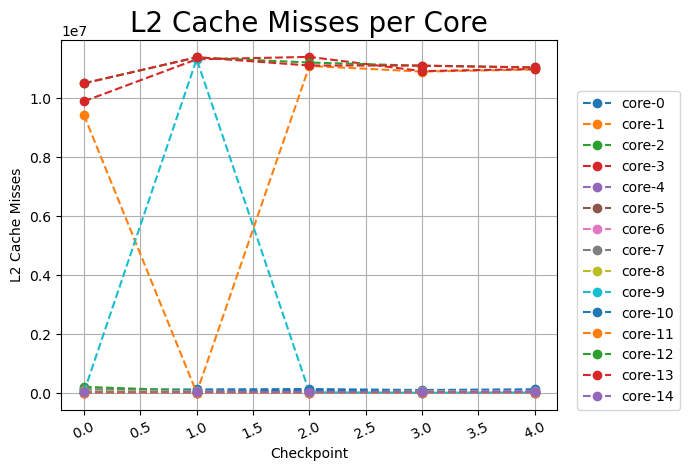 L2 Cache Misses per Core
1e7
1.0
0.8
0.6
0.4
0.2
0.0
L2 Cache Misses
0.0 0.5 1.0 1.5 2.0 2.5 3.0 3.5 4.0
Checkpoint
core-0
core-1
core-2
core-3
core-4
core-5
core-6
core-7
core-8
core-9
core-10
core-11
core-12
core-13
core-14